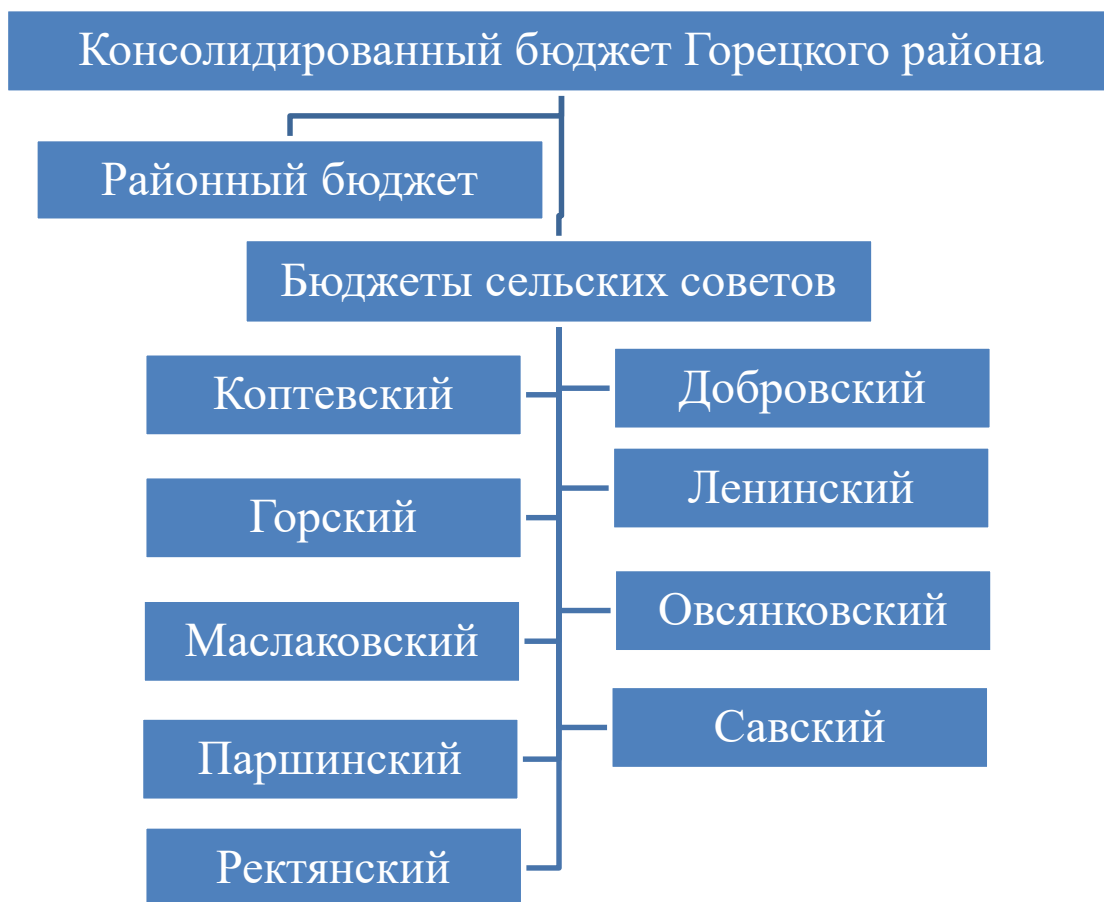 Консолидированный бюджет Горецкого района
Районный бюджет
Бюджеты сельских советов
Коптевский
Добровский
Горский
Ленинский
Маслаковский
Овсянковский
Паршинский
Савский
Ректянский